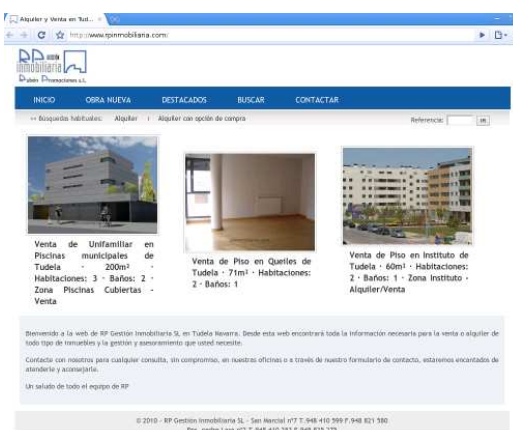 Alquiler y Venta en Tud...
http://www.rpinmobiliaria.com/
RP gestión
inmobiliaria
INICIO OBRA NUEVA DESTACADOS BUSCAR CONTACTAR
Búsquedas habituales: Alquiler Alquiler con opción de compra Referencia:
Venta de Unifamiliar en
Piscinas municipales de
Tudela · 200m² ·
Habitaciones: 3 · Baños: 2 ·
Zona Piscinas Cubiertas ·
Venta
Venta de Piso en Queiles de
Tudela · 71m² · Habitaciones:
2 · Baños: 1
Venta de Piso en Instituto de
Tudela · 60m² · Habitaciones:
2 · Baños: 1 · Zona Instituto ·
Alquiler/Venta
Bienvenido a la web de RP Gestión Inmobiliaria SL, en Tudela Navarra. Desde esta web encontrará toda la información necesaria para la venta o alquiler de
todo tipo de inmuebles y la gestión y asesoramiento que usted necesite.
Contacte con nosotros para cualquier consulta, sin compromiso, en nuestras oficinas o a través de nuestro formulario de contacto, estaremos encantados de
atenderle y aconsejarle.
Un saludo de todo el equipo de RP
© 2010 - RP Gestión Inmobiliaria SL - San Marcial nº7 T.948 410 599 F.948 821 580